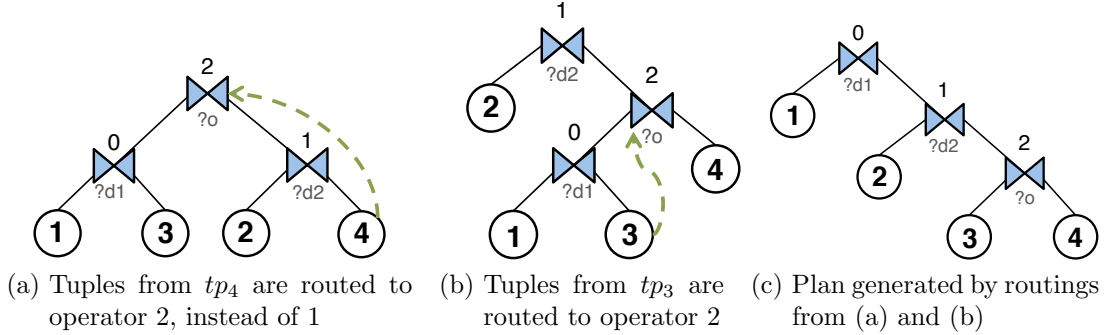 2
?o
0
1
?d1
?d2
1
3
2
4
(a) Tuples from tp4 are routed to
operator 2, instead of 1
1
?d2
2
2
?o
0
?d1
4
1
3
(b) Tuples from tp3 are
routed to operator 2
0
?d1
1
1
?d2
2
2
?o
3
4
(c) Plan generated by routings
from (a) and (b)